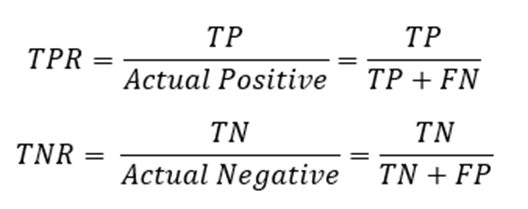 TPR = TP / Actual Positive = TP / TP + FN
TNR = TN / Actual Negative = TN / TN + FP